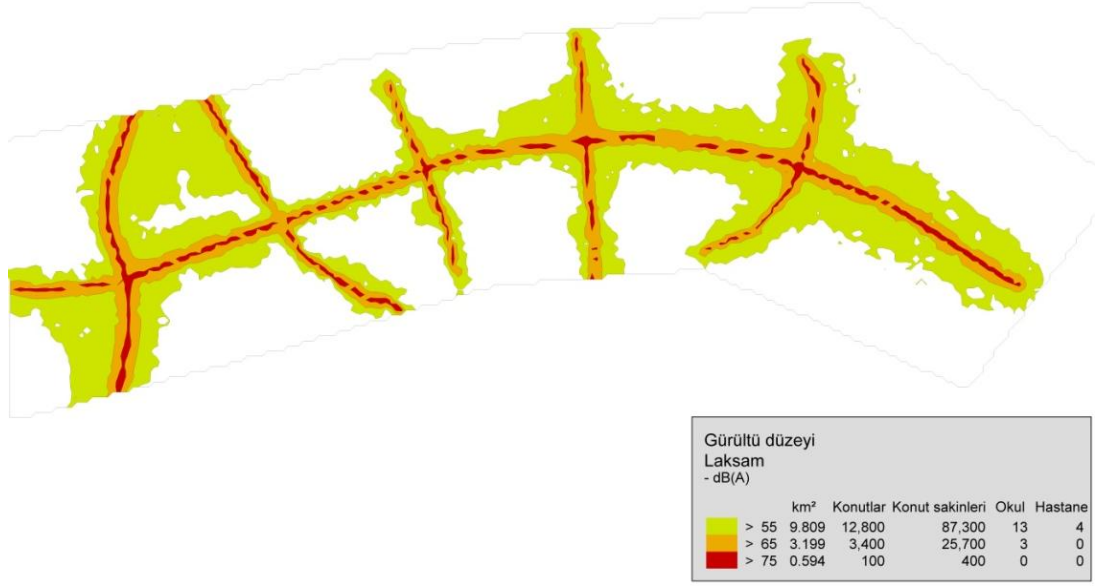 Gürültü düzeyi
Laksam
- dB(A)
km² Konutlar Konut sakinleri Okul Hastane
> 55 9.809 12,800 87,300 13 4
> 65 3.199 3,400 25,700 3 0
> 75 0.594 100 400 0 0